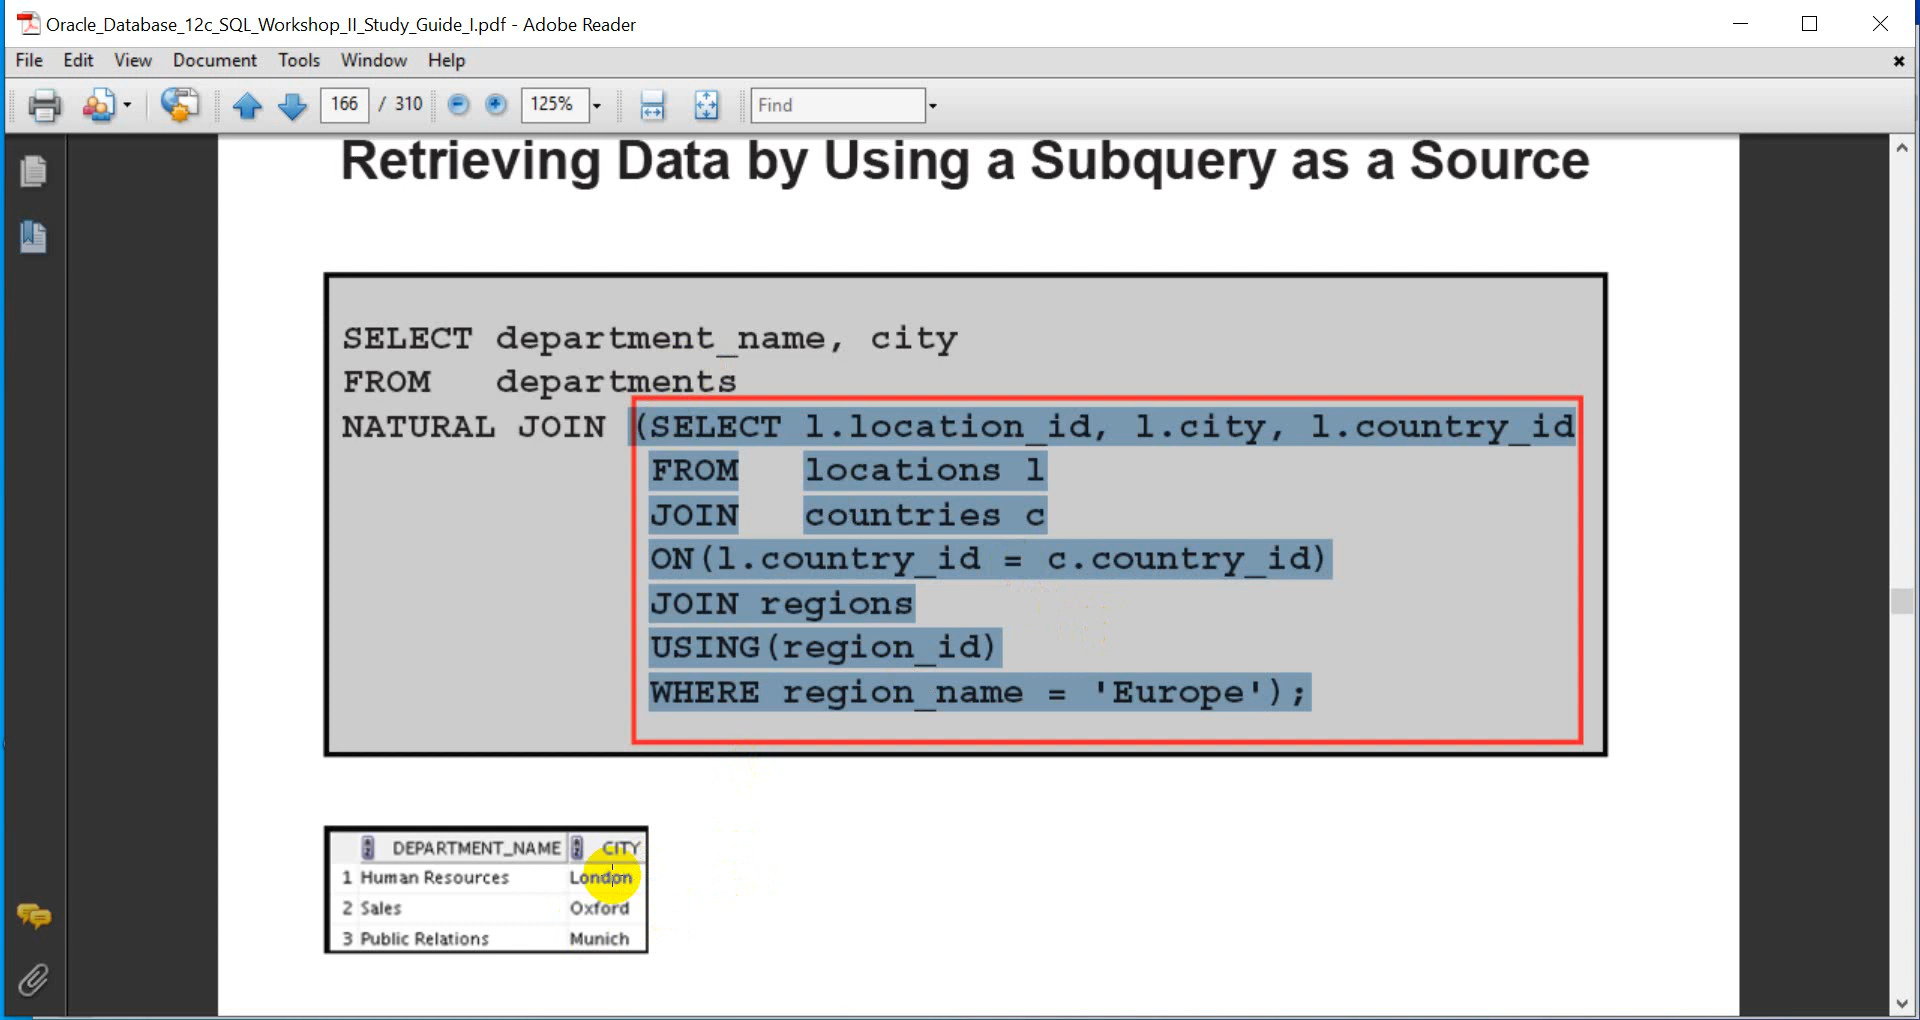 Oracle_Database_12c_SQL_Workshop_II_Study_Guide_I.pdf - Adobe Reader
File Edit View Document Tools Window Help
166 / 310 125% Find
Retrieving Data by Using a Subquery as a Source
SELECT department_name, city
FROM departments
NATURAL JOIN (SELECT l.location_id, l.city, l.country_id
FROM locations l
JOIN countries c
ON(l.country_id = c.country_id)
JOIN regions
USING(region_id)
WHERE region_name = 'Europe');
DEPARTMENT_NAME CITY
1 Human Resources London
2 Sales Oxford
3 Public Relations Munich